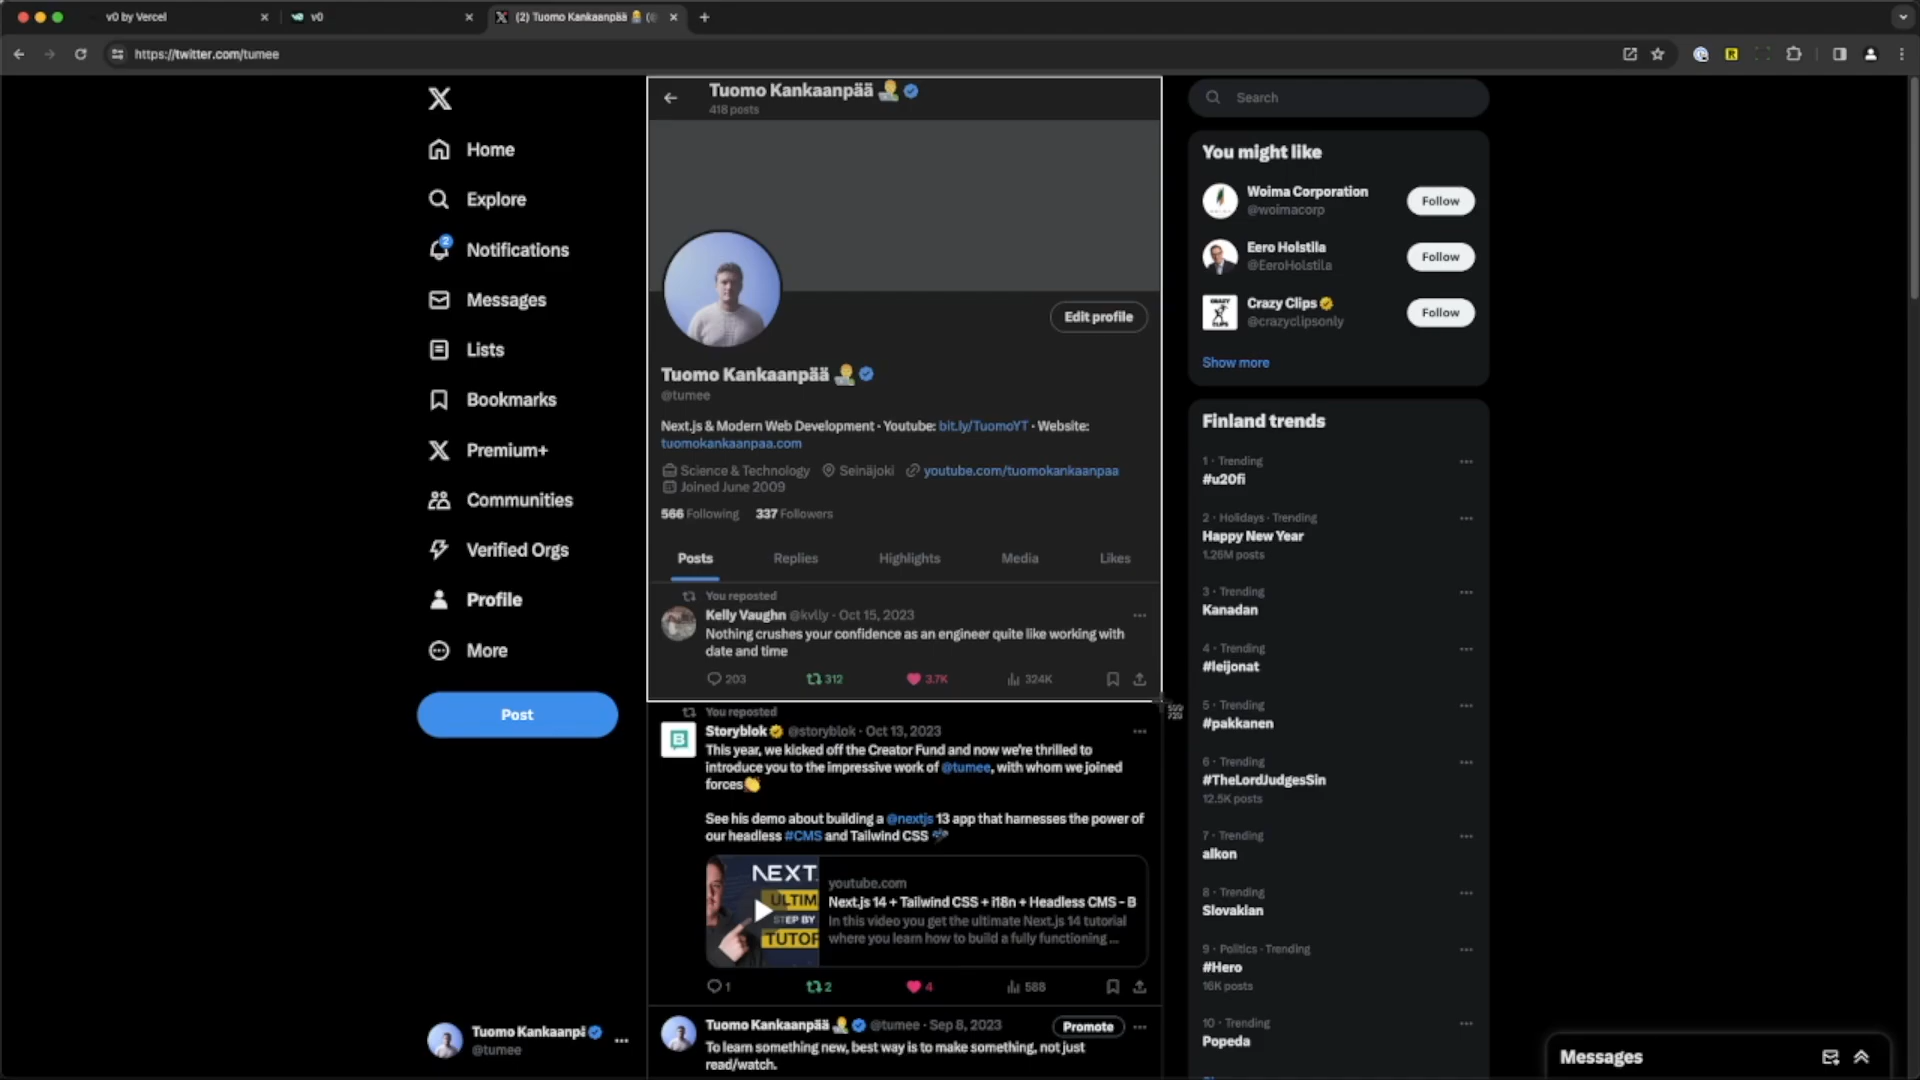 v0 by Vercel
v0
(2) Tuomo Kankaanpää
https://twitter.com/tumee
Home
Explore
2
Notifications
Messages
Lists
Bookmarks
Premium+
Communities
Verified Orgs
Profile
More
Post
Tuomo Kankaanpä
@tumee
Tuomo Kankaanpää
418 posts
Edit profile
Tuomo Kankaanpää
@tumee
Next.js & Modern Web Development · Youtube: bit.ly/TuomoYT · Website:
tuomokankaanpaa.com
Science & Technology Seinäjoki youtube.com/tuomokankaanpaa
Joined June 2009
566 Following 337 Followers
Posts Replies Highlights Media Likes
You reposted
Kelly Vaughn @kvlly · Oct 15, 2023
Nothing crushes your confidence as an engineer quite like working with
date and time
203 312 3.7K 324K
You reposted
Storyblok @storyblok · Oct 13, 2023
This year, we kicked off the Creator Fund and now we're thrilled to
introduce you to the impressive work of @tumee, with whom we joined
forces
See his demo about building a @nextjs 13 app that harnesses the power of
our headless #CMS and Tailwind CSS
NEXT.
ULTIM
STEP BY
TUTOR
youtube.com
Next.js 14 + Tailwind CSS + i18n + Headless CMS - B
In this video you get the ultimate Next.js 14 tutorial
where you learn how to build a fully functioning ...
1 2 4 588
Tuomo Kankaanpää @tumee · Sep 8, 2023
Promote
To learn something new, best way is to make something, not just
read/watch.
Search
You might like
Woima Corporation
@woimacorp
Follow
Eero Holstila
@EeroHolstila
Follow
CRAZY
CLIPS
Crazy Clips
@crazyclipsonly
Follow
Show more
Finland trends
1 · Trending
#u20fi
2 · Holidays · Trending
Happy New Year
1.26M posts
3 · Trending
Kanadan
4 · Trending
#leijonat
5 · Trending
#pakkanen
6 · Trending
#TheLordJudgesSin
12.5K posts
7 · Trending
alkon
8 · Trending
Slovakian
9 · Politics · Trending
#Hero
16K posts
10 · Trending
Popeda
Messages